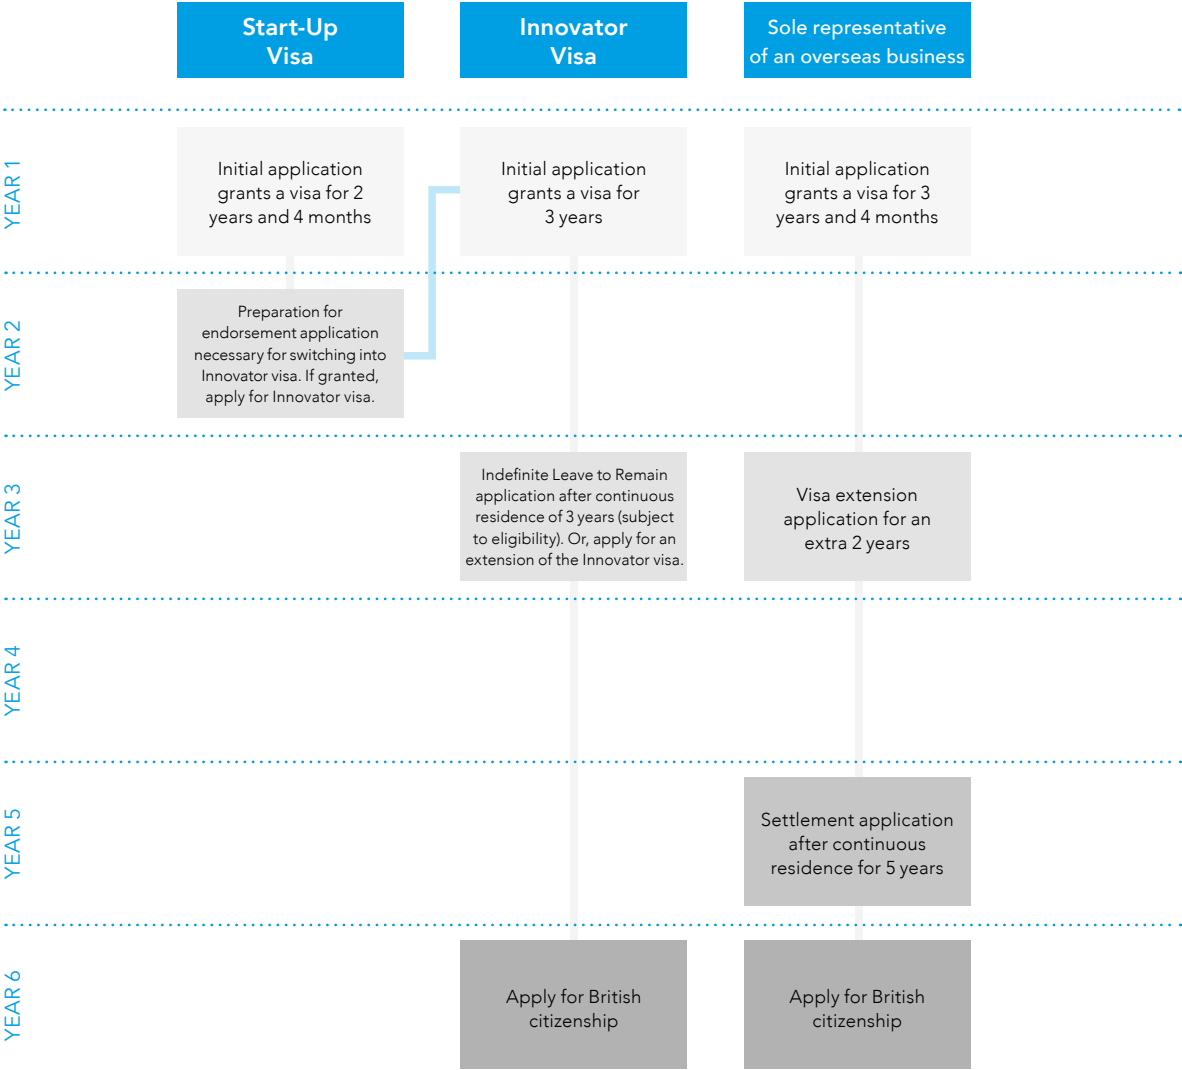 Start-Up
Visa
Innovator
Visa
Sole representative
of an overseas business
YEAR 1
Initial application
grants a visa for 2
years and 4 months
Initial application
grants a visa for
3 years
Initial application
grants a visa for 3
years and 4 months
YEAR 2
Preparation for
endorsement application
necessary for switching into
Innovator visa. If granted,
apply for Innovator visa.
YEAR 3
Indefinite Leave to Remain
application after continuous
residence of 3 years (subject
to eligibility). Or, apply for an
extension of the Innovator visa.
Visa extension
application for an
extra 2 years
YEAR 4
YEAR 5
Settlement application
after continuous
residence for 5 years
YEAR 6
Apply for British
citizenship
Apply for British
citizenship